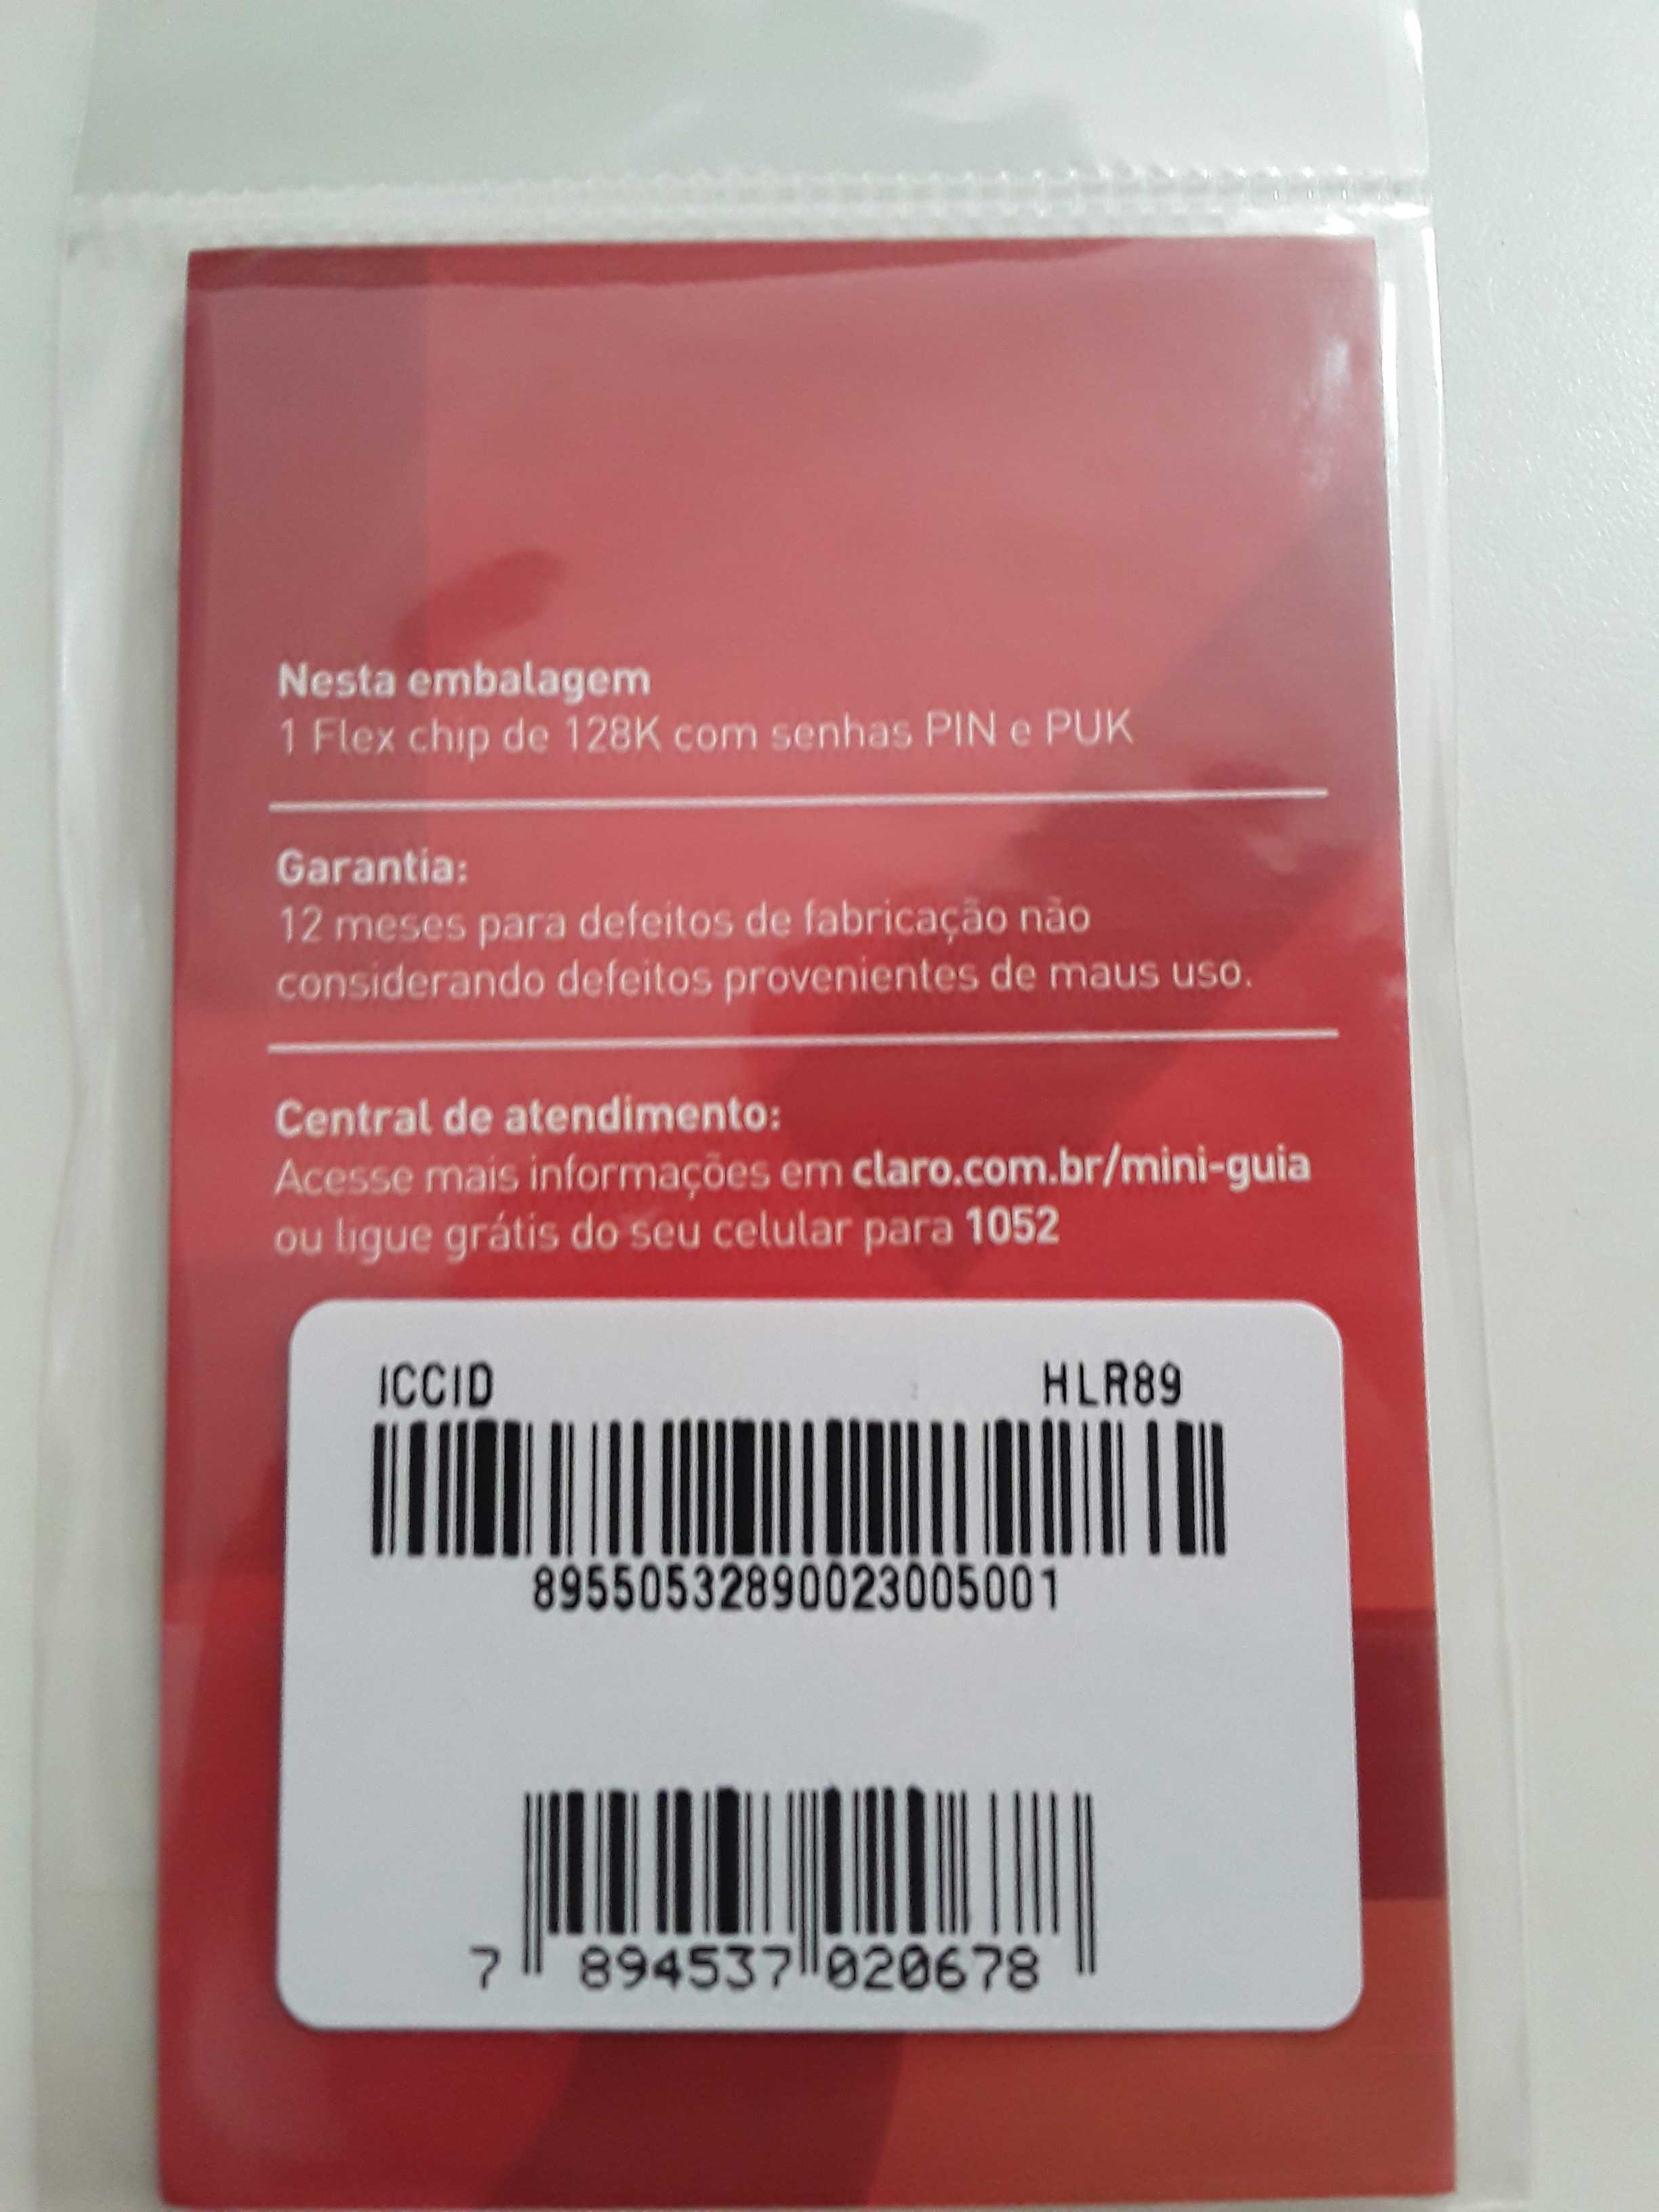 Nesta embalagem
1 Flex chip de 128K com senhas PIN e PUK
Garantia:
12 meses para defeitos de fabricação não
considerando defeitos provenientes de maus uso.
Central de atendimento:
Acesse mais informações em claro.com.br/mini-guia
ou ligue grátis do seu celular para 1052
ICCID HLR89
89550532890023005001
7 894537 020678